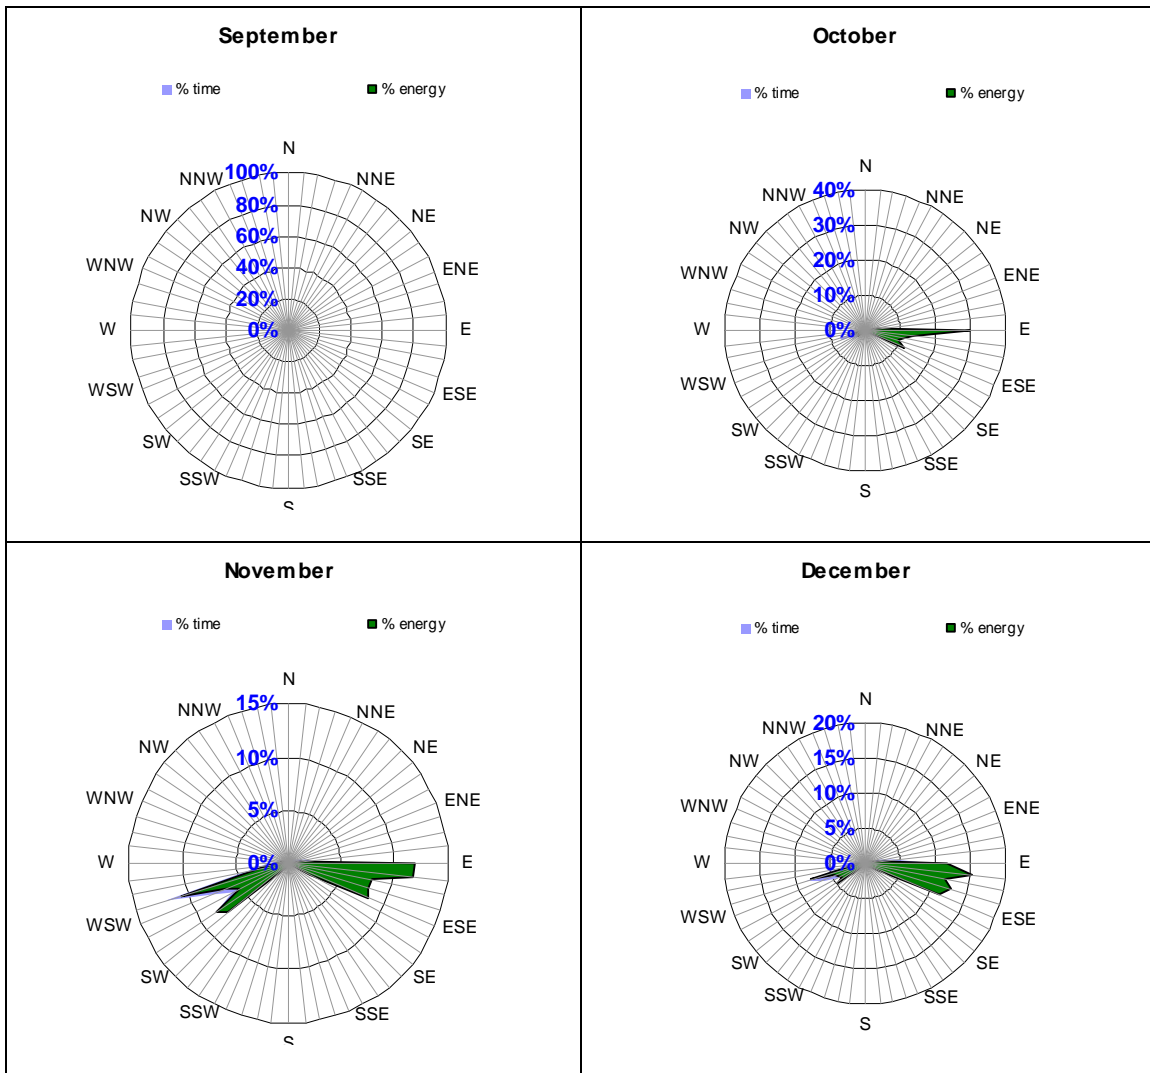 September
% time % energy
N
NNW 100% NNE
NW 80% NE
60%
WNW 40% ENE
20%
W 0% E
WSW ESE
SW SE
SSW SSE
S
October
% time % energy
N
NNW 40% NNE
NW 30% NE
WNW 20% ENE
10%
W 0% E
WSW ESE
SW SE
SSW SSE
S
November
% time % energy
N
NNW 15% NNE
NW 10% NE
WNW 5% ENE
W 0% E
WSW ESE
SW SE
SSW SSE
S
December
% time % energy
N
NNW 20% NNE
NW 15% NE
WNW 10% ENE
5%
W 0% E
WSW ESE
SW SE
SSW SSE
S